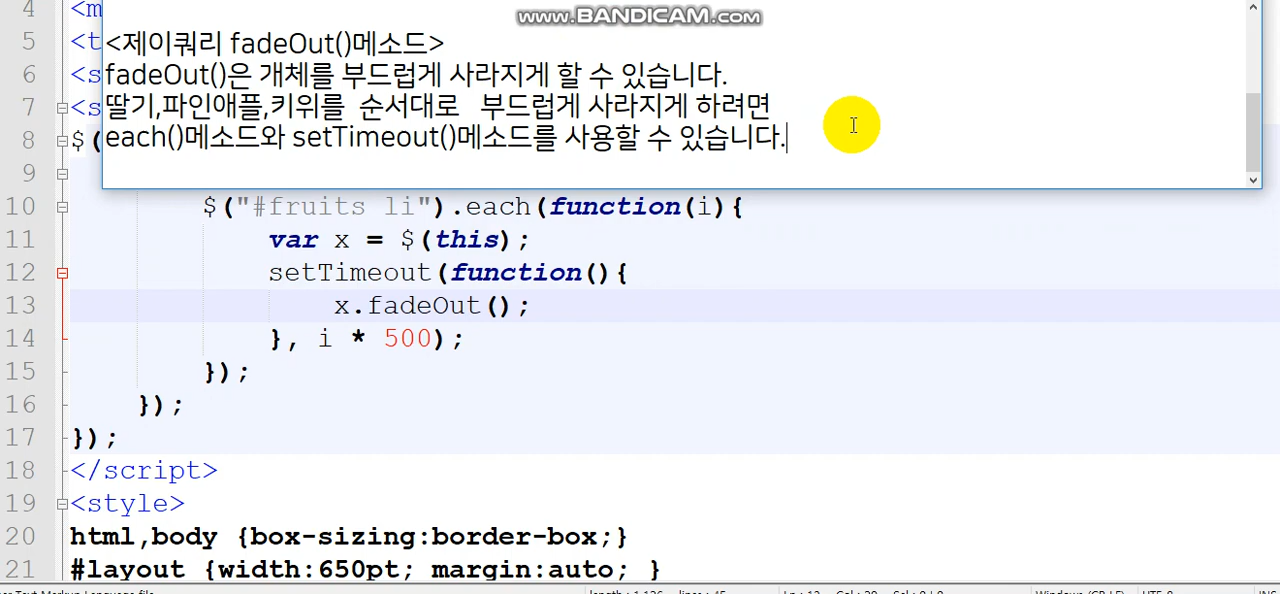 www.BANDICAM.com
4 <m
<제이쿼리 fadeOut()메소드>
5 <t
fadeOut()은 개체를 부드럽게 사라지게 할 수 있습니다.
6 <s
딸기,파인애플,키위를  순서대로   부드럽게 사라지게 하려면
7 <s
each()메소드와 setTimeout()메소드를 사용할 수 있습니다.
8 $(
9
10 $("#fruits li").each(function(i){
11 var x = $(this);
12 setTimeout(function(){
13 x.fadeOut();
14 }, i * 500);
15 });
16 });
17 });
18 </script>
19 <style>
20 html,body {box-sizing:border-box;}
21 #layout {width:650pt; margin:auto; }